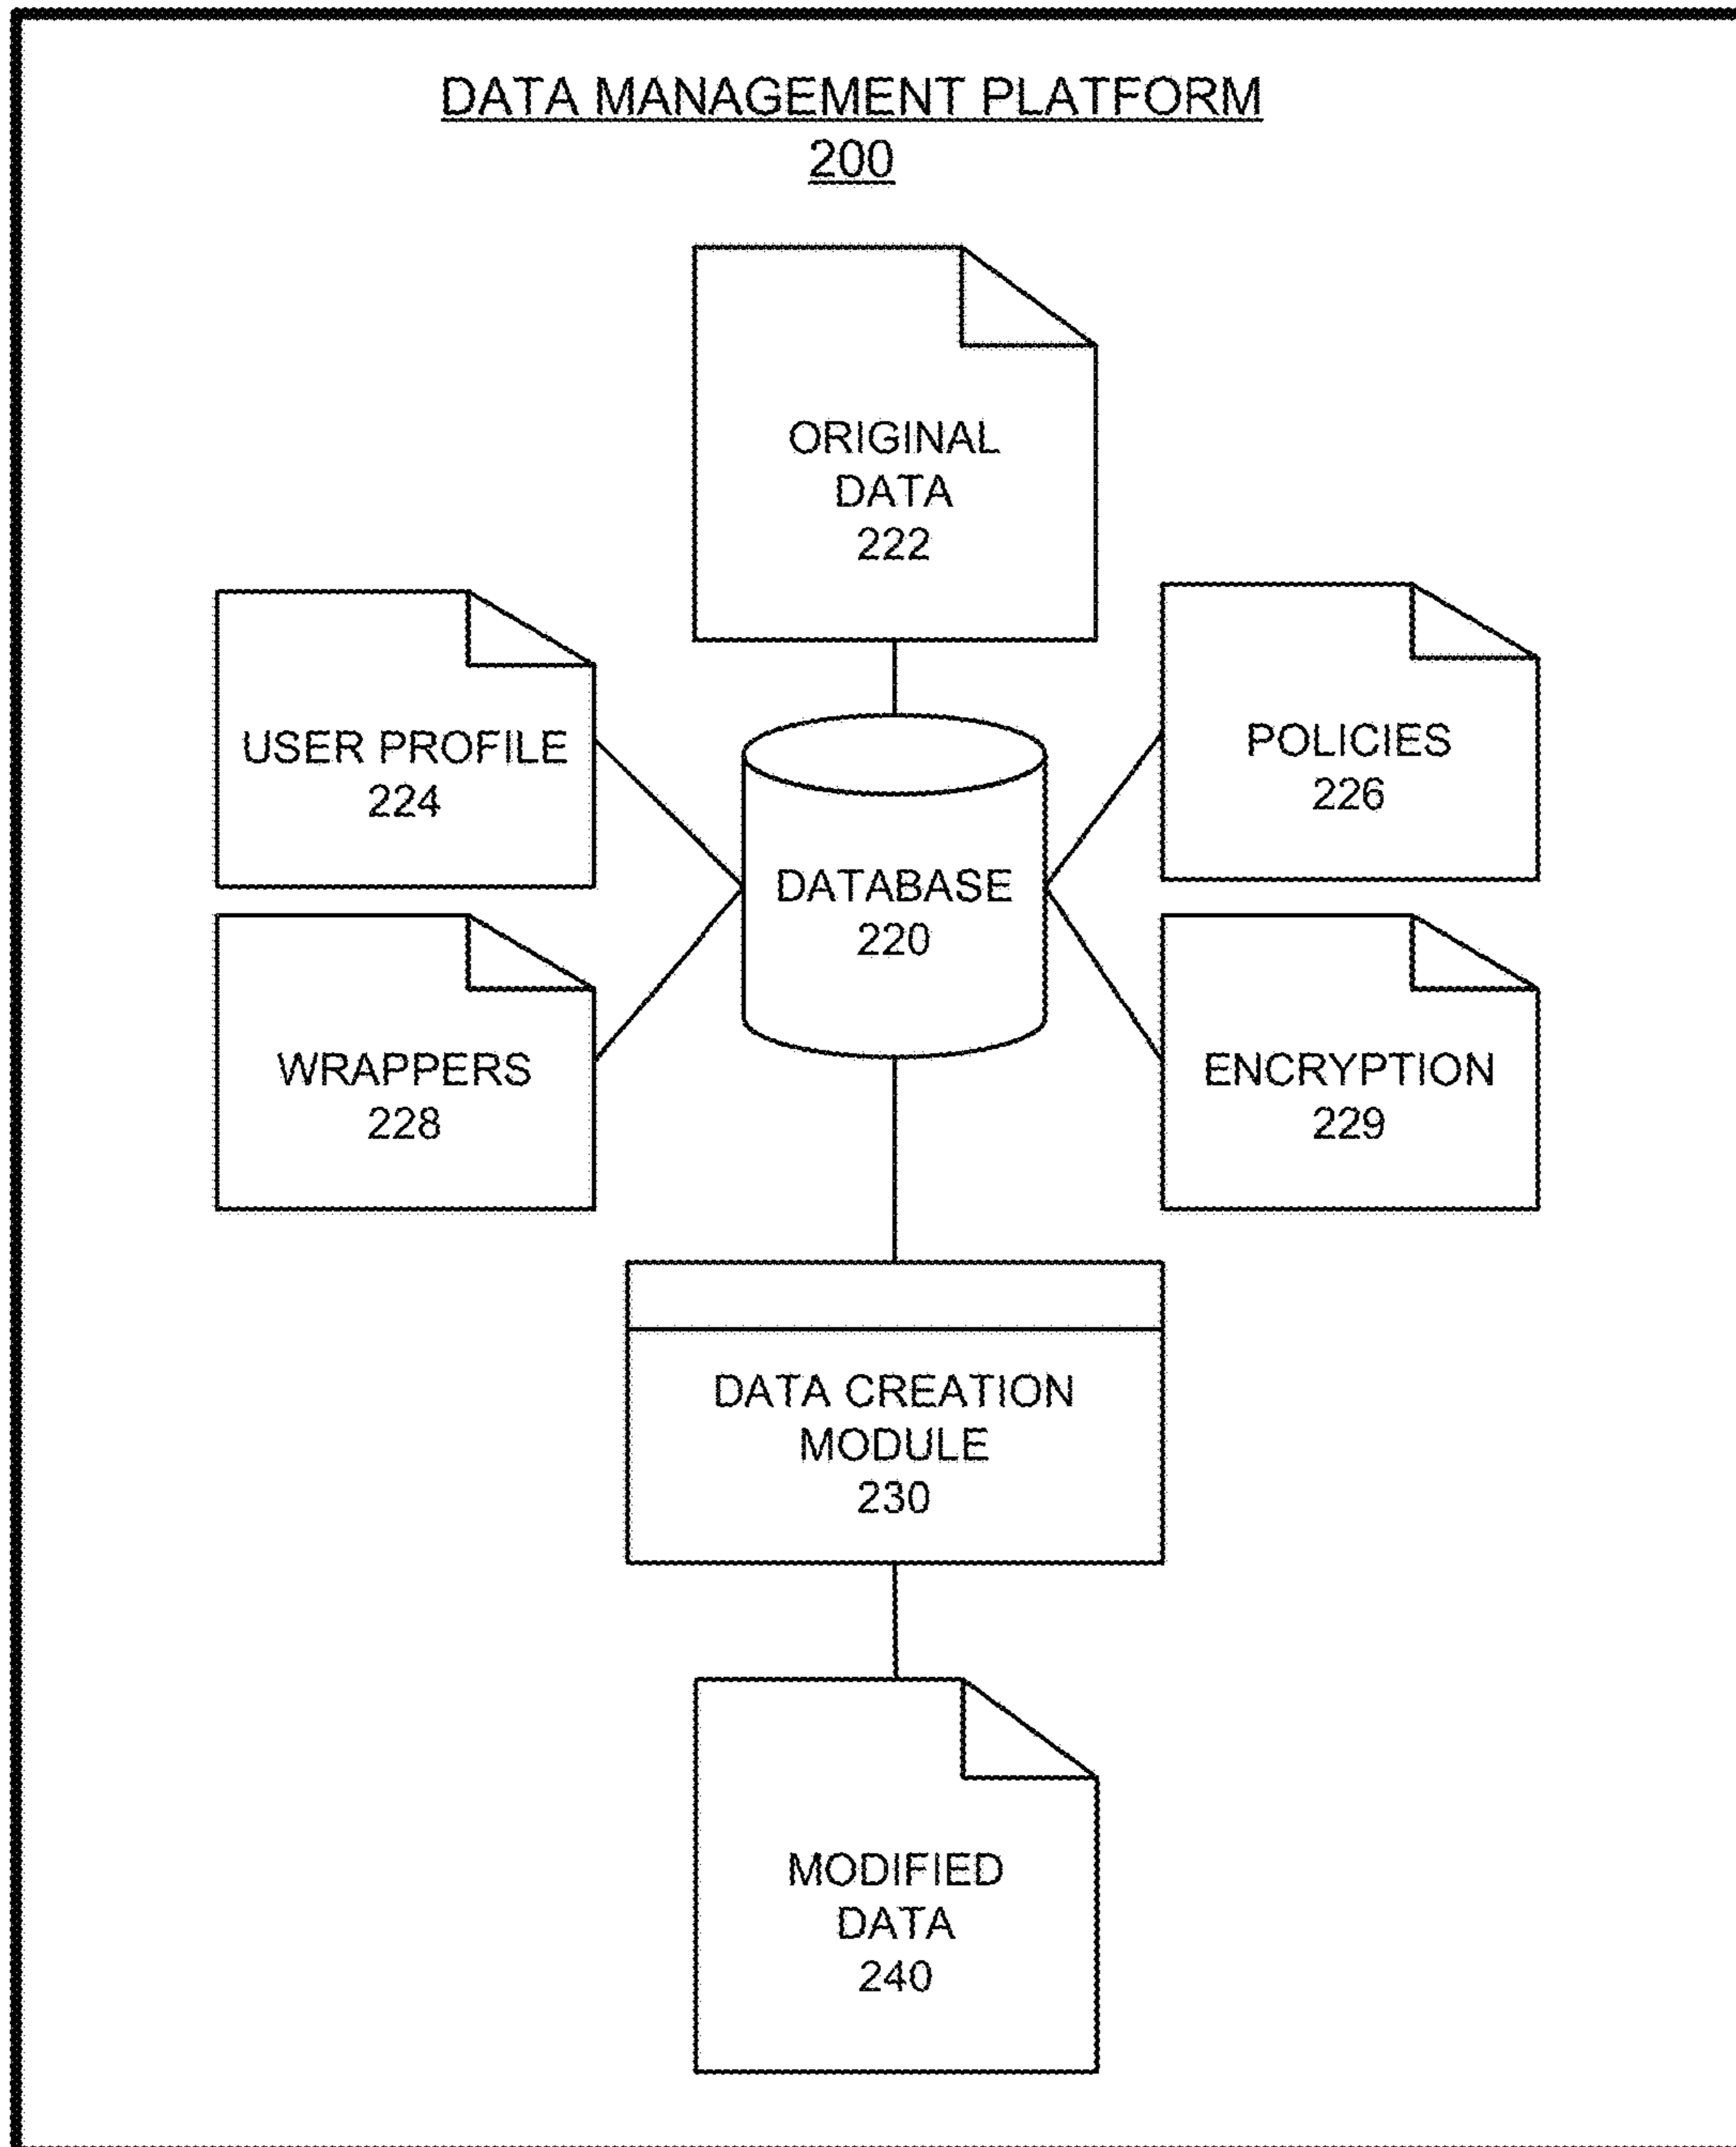 DATA MANAGEMENT PLATFORM
200
ORIGINAL
DATA
222
USER PROFILE
224
POLICIES
226
DATABASE
220
WRAPPERS
228
ENCRYPTION
229
DATA CREATION
MODULE
230
MODIFIED
DATA
240